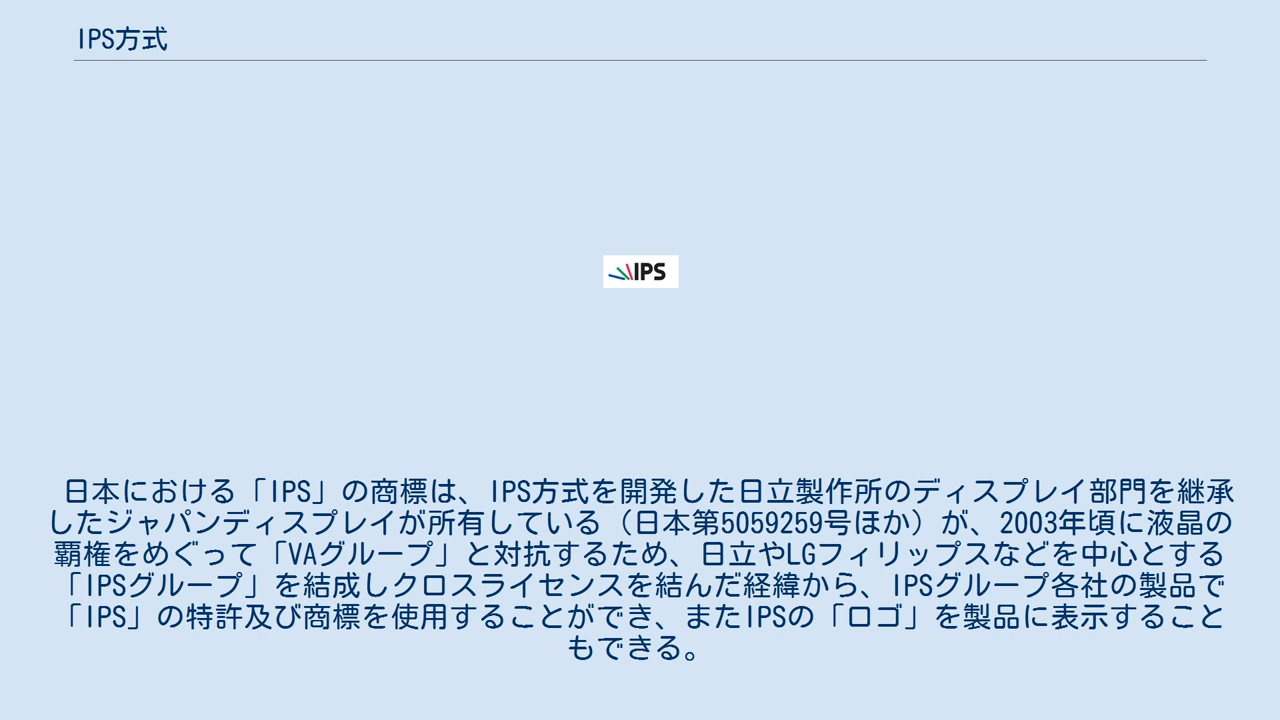 IPS方式
IPS
日本における「IPS」の商標は、IPS方式を開発した日立製作所のディスプレイ部門を継承
したジャパンディスプレイが所有している（日本第5059259号ほか）が、2003年頃に液晶の
覇権をめぐって「VAグループ」と対抗するため、日立やLGフィリップスなどを中心とする
「IPSグループ」を結成しクロスライセンスを結んだ経緯から、IPSグループ各社の製品で
「IPS」の特許及び商標を使用することができ、またIPSの「ロゴ」を製品に表示すること
もできる。